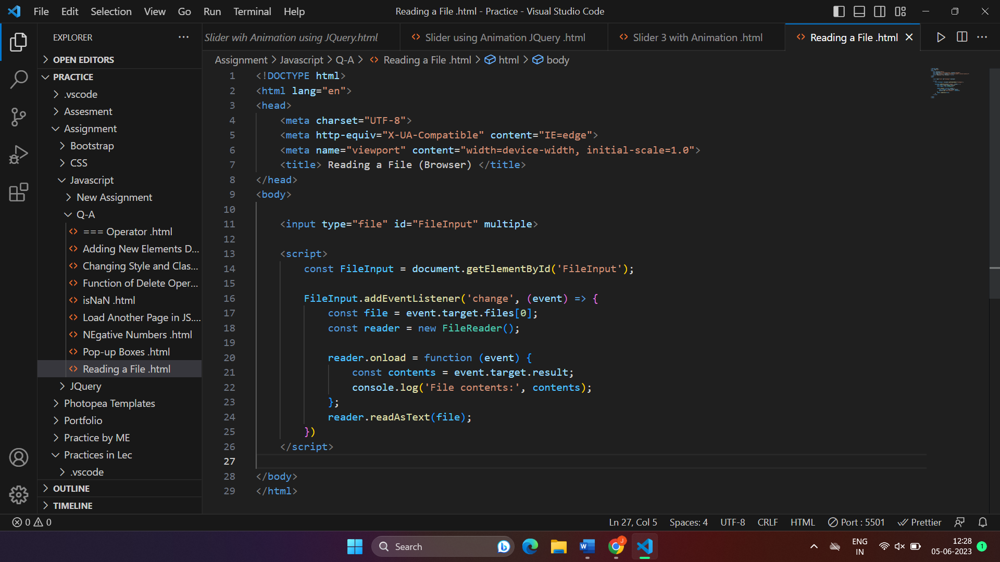 File Edit Selection View Go Run Terminal Help
Reading a File .html - Practice - Visual Studio Code
EXPLORER
OPEN EDITORS
PRACTICE
.vscode
Assesment
Assignment
Bootstrap
CSS
Javascript
New Assignment
Q-A
=== Operator .html
Adding New Elements D...
Changing Style and Clas...
Function of Delete Oper...
isNaN .html
Load Another Page in JS....
NEgative Numbers .html
Pop-up Boxes .html
Reading a File .html
JQuery
Photopea Templates
Portfolio
Practice by ME
Practices in Lec
.vscode
OUTLINE
TIMELINE
Slider wih Animation using JQuery.html
Slider using Animation JQuery .html
Slider 3 with Animation .html
Reading a File .html
Assignment > Javascript > Q-A > Reading a File .html > html > body
1 <!DOCTYPE html>
2 <html lang="en">
3 <head>
4 <meta charset="UTF-8">
5 <meta http-equiv="X-UA-Compatible" content="IE=edge">
6 <meta name="viewport" content="width=device-width, initial-scale=1.0">
7 <title> Reading a File (Browser) </title>
8 </head>
9 <body>
10
11 <input type="file" id="FileInput" multiple>
12
13 <script>
14 const FileInput = document.getElementById('FileInput');
15
16 FileInput.addEventListener('change', (event) => {
17 const file = event.target.files[0];
18 const reader = new FileReader();
19
20 reader.onload = function (event) {
21 const contents = event.target.result;
22 console.log('File contents:', contents);
23 };
24 reader.readAsText(file);
25 })
26 </script>
27
28 </body>
29 </html>
0 0
Ln 27, Col 5 Spaces: 4 UTF-8 CRLF HTML Port : 5501 Prettier
Search
W
J
ENG
IN
12:28
05-06-2023
1